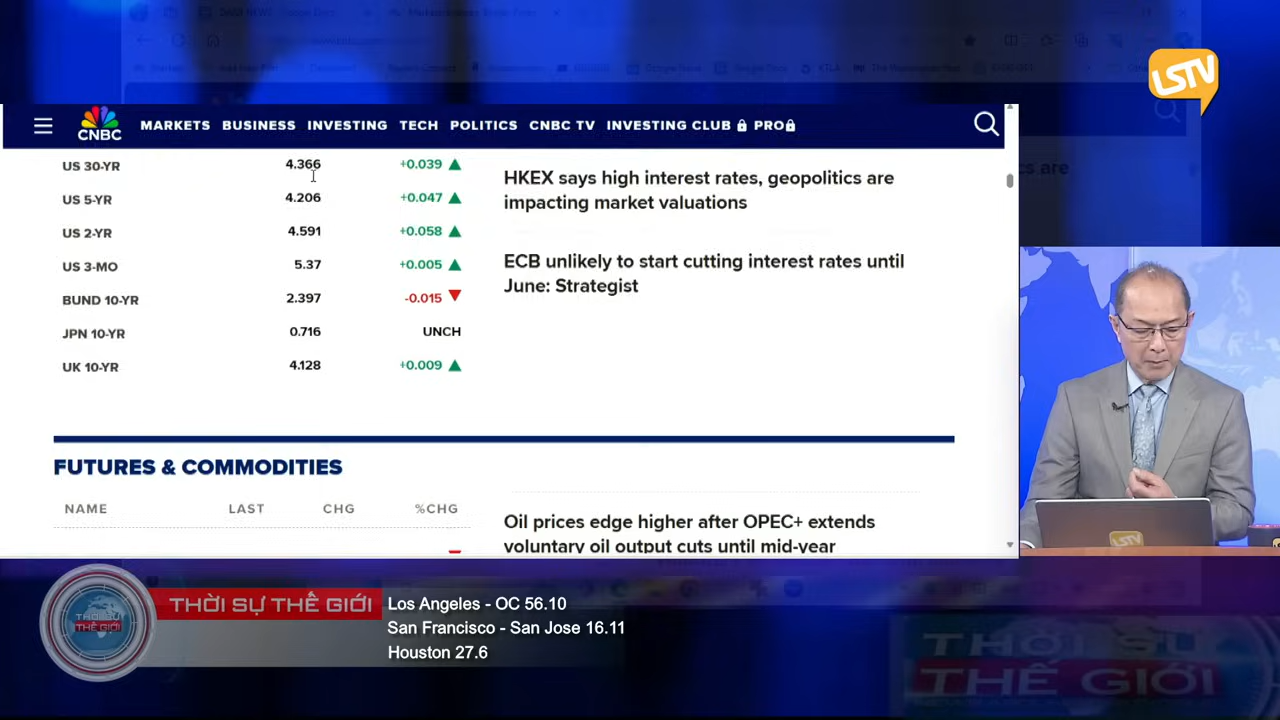 LSTV
CNBC
MARKETS BUSINESS INVESTING TECH POLITICS CNBC TV INVESTING CLUB PRO
US 30-YR 4.366 +0.039
US 5-YR 4.206 +0.047
US 2-YR 4.591 +0.058
US 3-MO 5.37 +0.005
BUND 10-YR 2.397 -0.015
JPN 10-YR 0.716 UNCH
UK 10-YR 4.128 +0.009
HKEX says high interest rates, geopolitics are
impacting market valuations
ECB unlikely to start cutting interest rates until
June: Strategist
FUTURES & COMMODITIES
NAME LAST CHG %CHG
Oil prices edge higher after OPEC+ extends
voluntary oil output cuts until mid-year
LSTV
THỜI SỰ THẾ GIỚI
THỜI SỰ
THẾ GIỚI
Los Angeles - OC 56.10
San Francisco - San Jose 16.11
Houston 27.6
THỜI SỰ
THẾ GIỚI